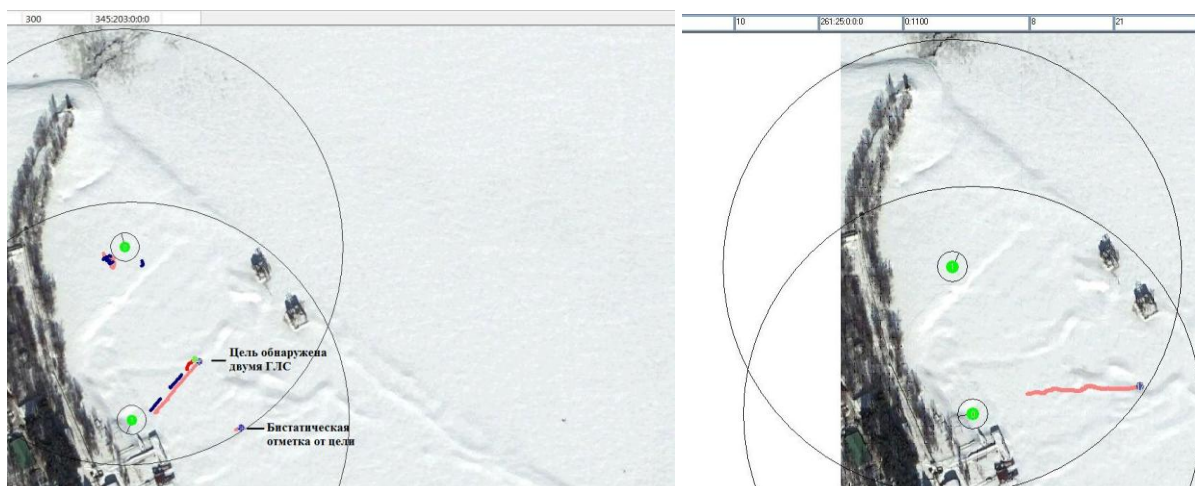 300 345:203:0:0:0
10 261:25:0:0:0 0:1100 8 21
Цель обнаружена
двумя ГЛС
Бистатическая
отметка от цели